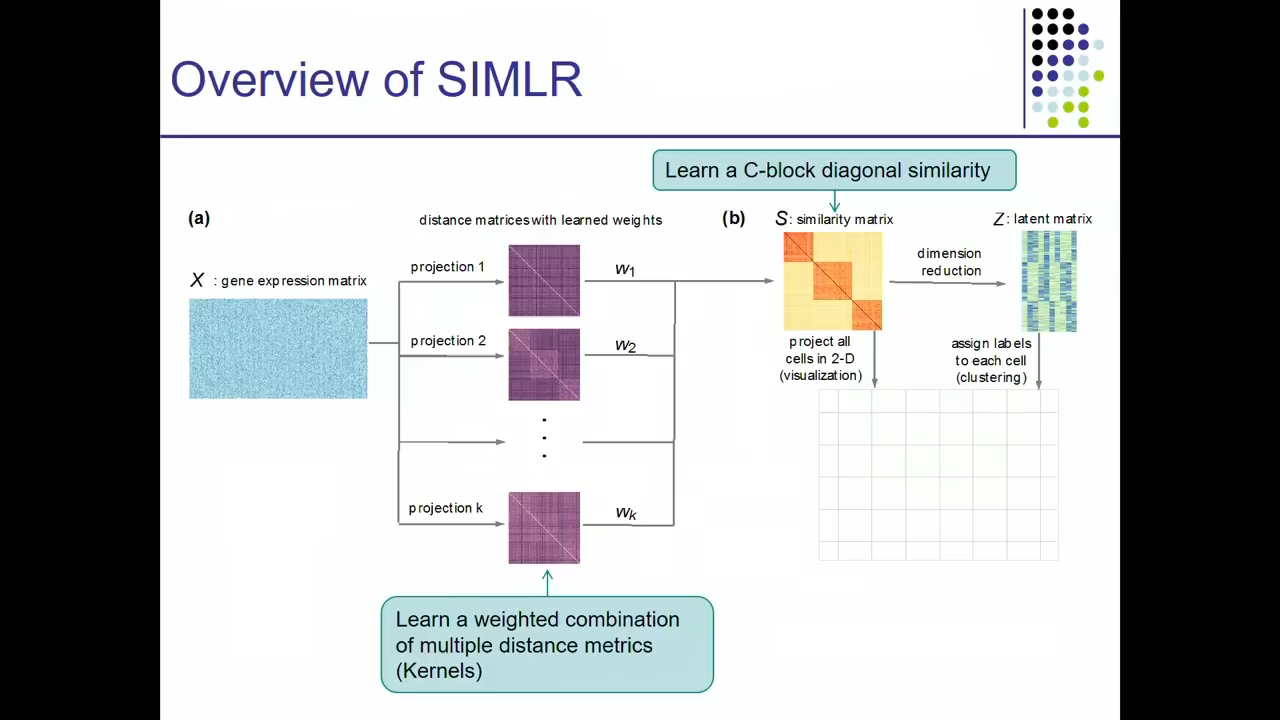 Overview of SIMLR
Learn a C-block diagonal similarity
(a)
distance matrices with learned weights
(b)
S: similarity matrix
Z: latent matrix
X : gene expression matrix
projection 1
w1
projection 2
w2
projection k
wk
dimension
reduction
project all
cells in 2-D
(visualization)
assign labels
to each cell
(clustering)
Learn a weighted combination
of multiple distance metrics
(Kernels)